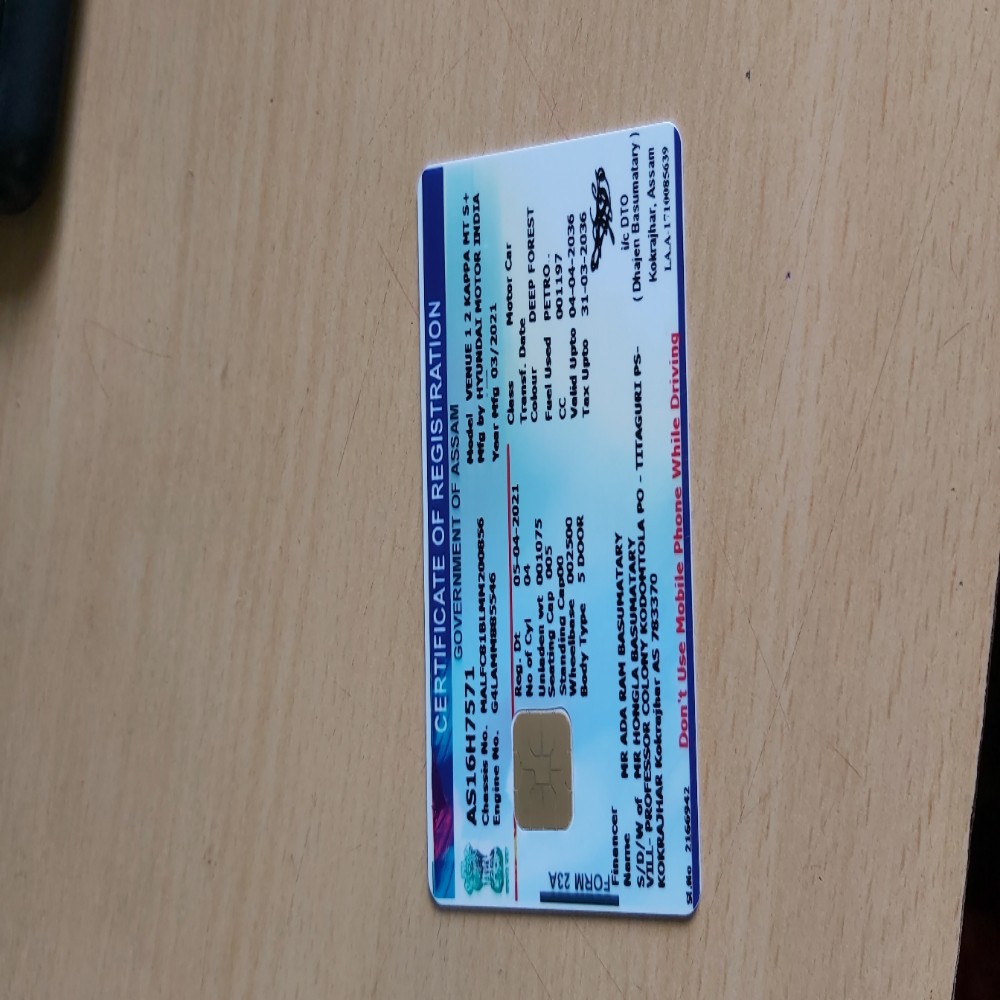 CERTIFICATE OF REGISTRATION
GOVERNMENT OF ASSAM
AS16H7571
Chassis No. MALFC81BLMM200856
Engine No. G4LAMM885546
Model VENUE 1 2 KAPPA MT S+
Mfg by HYUNDAI MOTOR INDIA
Year Mfg 03/2021
Reg. Dt 05-04-2021
No of Cyl 04
Unladen wt 001075
Seating Cap 005
Standing Cap00
Wheelbase 002500
Body Type 5 DOOR
Class Motor Car
Transf. Date
Colour DEEP FOREST
Fuel Used PETRO
CC 001197
Valid Upto 04-04-2036
Tax Upto 31-03-2036
FORM 23A
Financer
Name MR ADA RAM BASUMATARY
S/D/W of MR HONGLA BASUMATARY
VILL- PROFESSOR COLONY KODOMTOLA PO - TITAGURI PS-
KOKRAJHAR Kokrajhar AS 783370
i/c DTO
( Dhajen Basumatary )
Kokrajhar, Assam
I.A.A-1710085639
Sl.No 2166942
Don't Use Mobile Phone While Driving